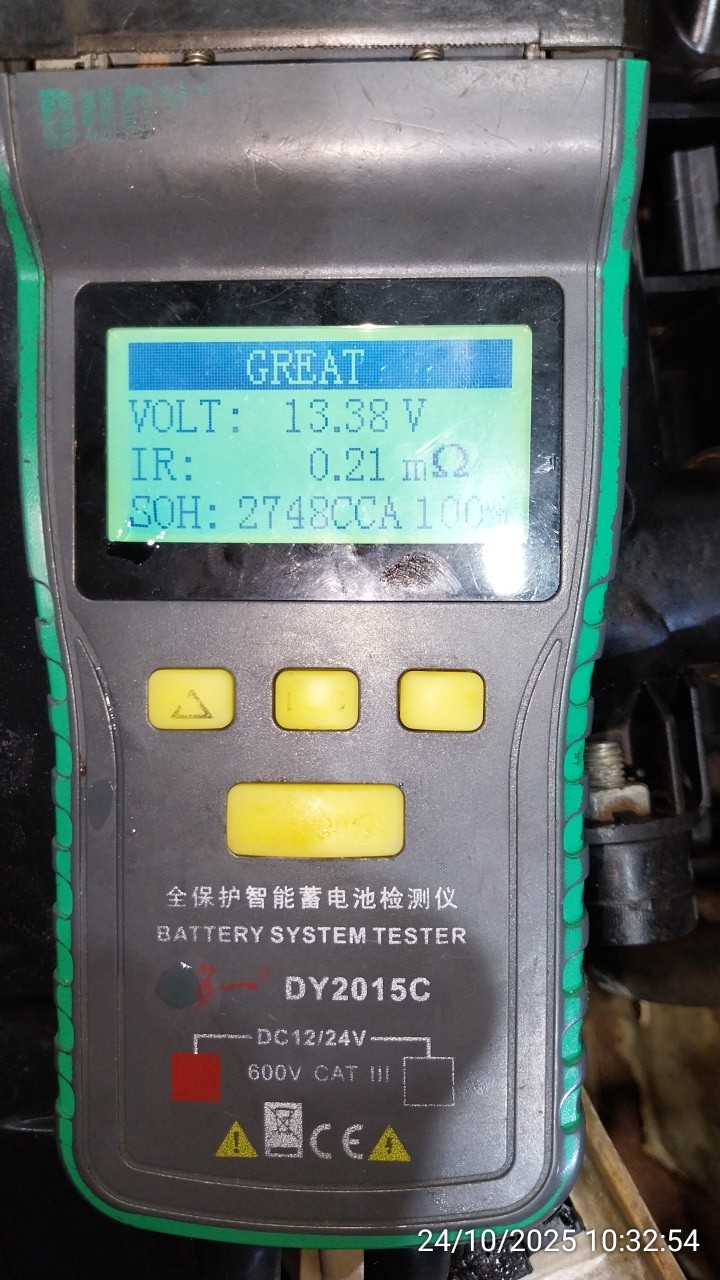 GREAT
VOLT: 13.38 V
IR: 0.21 mΩ
SOH: 2748CCA 100%
全保护智能蓄电池检测仪
BATTERY SYSTEM TESTER
DY2015C
DC12/24V
600V CAT III
CE
24/10/2025 10:32:54